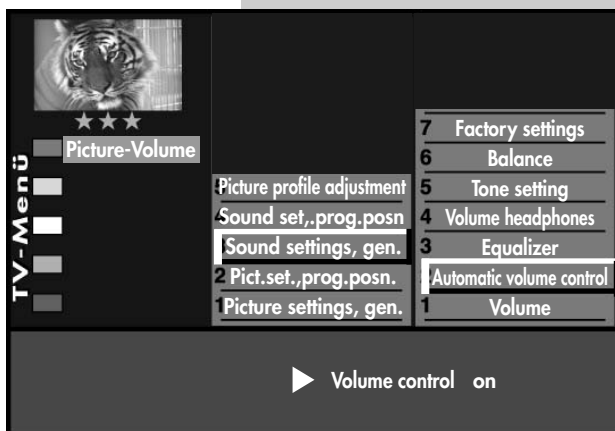 TV-Menü
Picture-Volume
5 Picture profile adjustment
4 Sound set,.prog.posn
Sound settings, gen.
2 Pict.set.,prog.posn.
1 Picture settings, gen.
7 Factory settings
6 Balance
5 Tone setting
4 Volume headphones
3 Equalizer
Automatic volume control
1 Volume
Volume control on